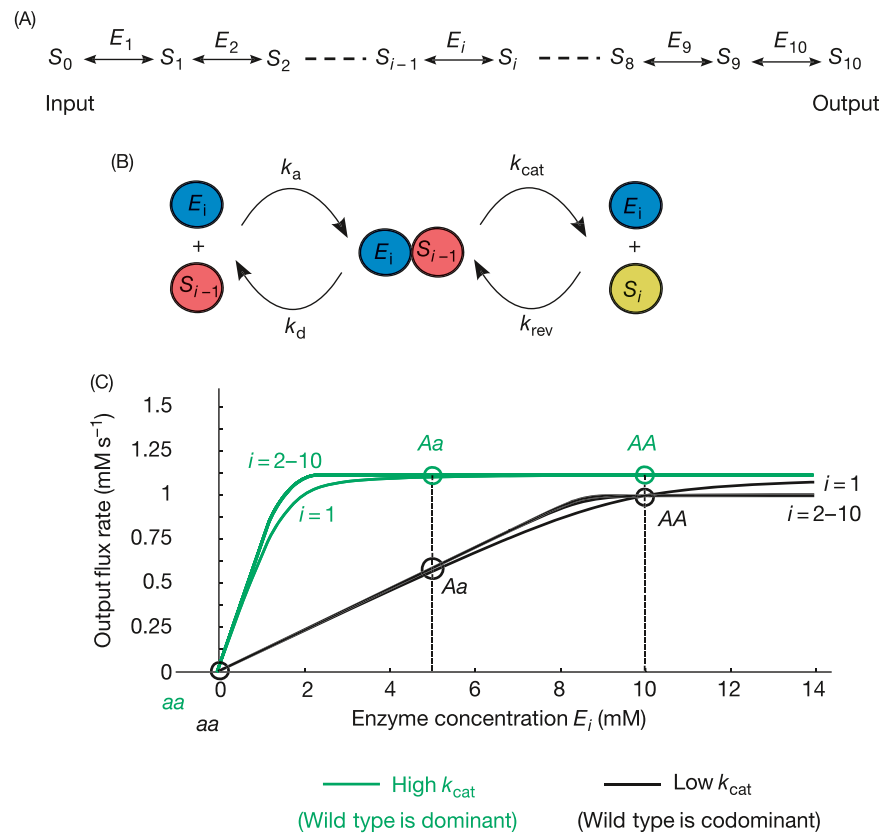 (A)
E1 E2 Ei E9 E10
S0 S1 S2 Si−1 Si S8 S9 S10
Input Output
(B)
ka kcat
Ei Ei
+ Ei Si−1 +
Si−1 Si
kd krev
(C)
Output flux rate (mM s−1)
1.5
1.25
1
0.75
0.5
0.25
0
i = 2–10
i = 1
Aa AA
i = 1
AA
i = 2–10
Aa
0 2 4 6 8 10 12 14
aa
aa
Enzyme concentration Ei (mM)
High kcat Low kcat
(Wild type is dominant) (Wild type is codominant)